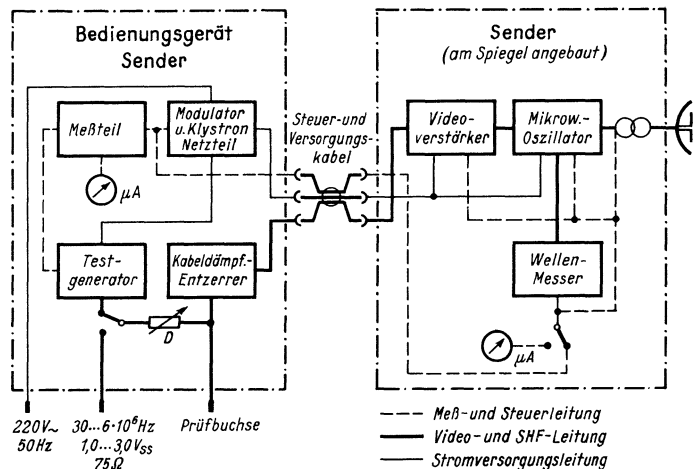 Bedienungsgerät
Sender
Sender
(am Spiegel angebaut)
Meßteil
Modulator
u. Klystron
Netzteil
Steuer- und
Versorgungs-
kabel
Video-
verstärker
Mikrow.-
Oszillator
µA
Test-
generator
Kabeldämpf.-
Entzerrer
Wellen-
Messer
D
µA
220V~
50Hz
30...6·10⁶Hz
1,0...3,0Vss
75Ω
Prüfbuchse
Meß- und Steuerleitung
Video- und SHF-Leitung
Stromversorgungsleitung